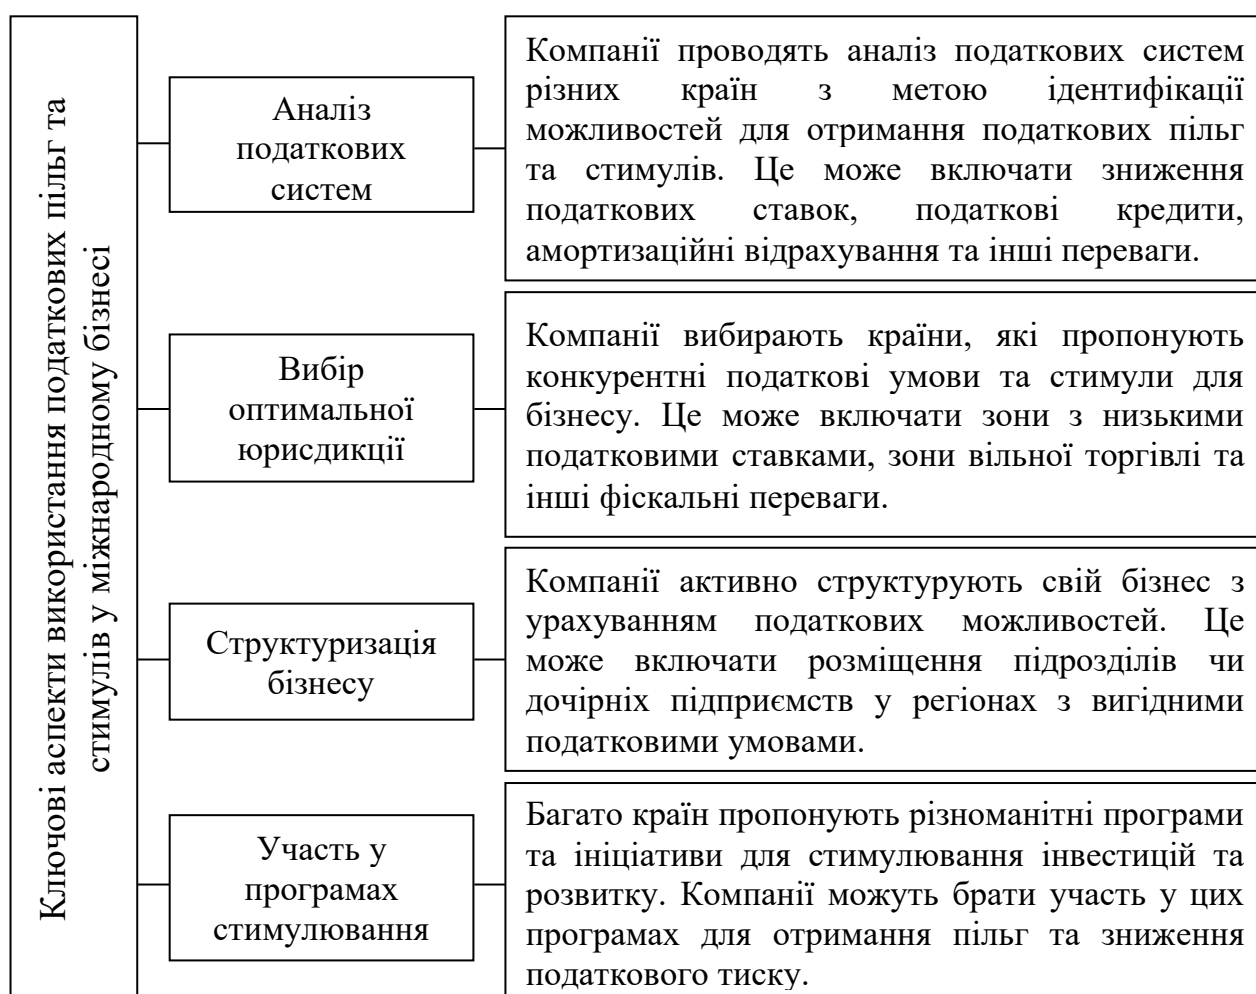 Ключові аспекти використання податкових пільг та
стимулів у міжнародному бізнесі
Аналіз
податкових
систем
Компанії проводять аналіз податкових систем
різних країн з метою ідентифікації
можливостей для отримання податкових пільг
та стимулів. Це може включати зниження
податкових ставок, податкові кредити,
амортизаційні відрахування та інші переваги.
Вибір
оптимальної
юрисдикції
Компанії вибирають країни, які пропонують
конкурентні податкові умови та стимули для
бізнесу. Це може включати зони з низькими
податковими ставками, зони вільної торгівлі та
інші фіскальні переваги.
Структуризація
бізнесу
Компанії активно структурують свій бізнес з
урахуванням податкових можливостей. Це
може включати розміщення підрозділів чи
дочірніх підприємств у регіонах з вигідними
податковими умовами.
Участь у
програмах
стимулювання
Багато країн пропонують різноманітні програми
та ініціативи для стимулювання інвестицій та
розвитку. Компанії можуть брати участь у цих
програмах для отримання пільг та зниження
податкового тиску.